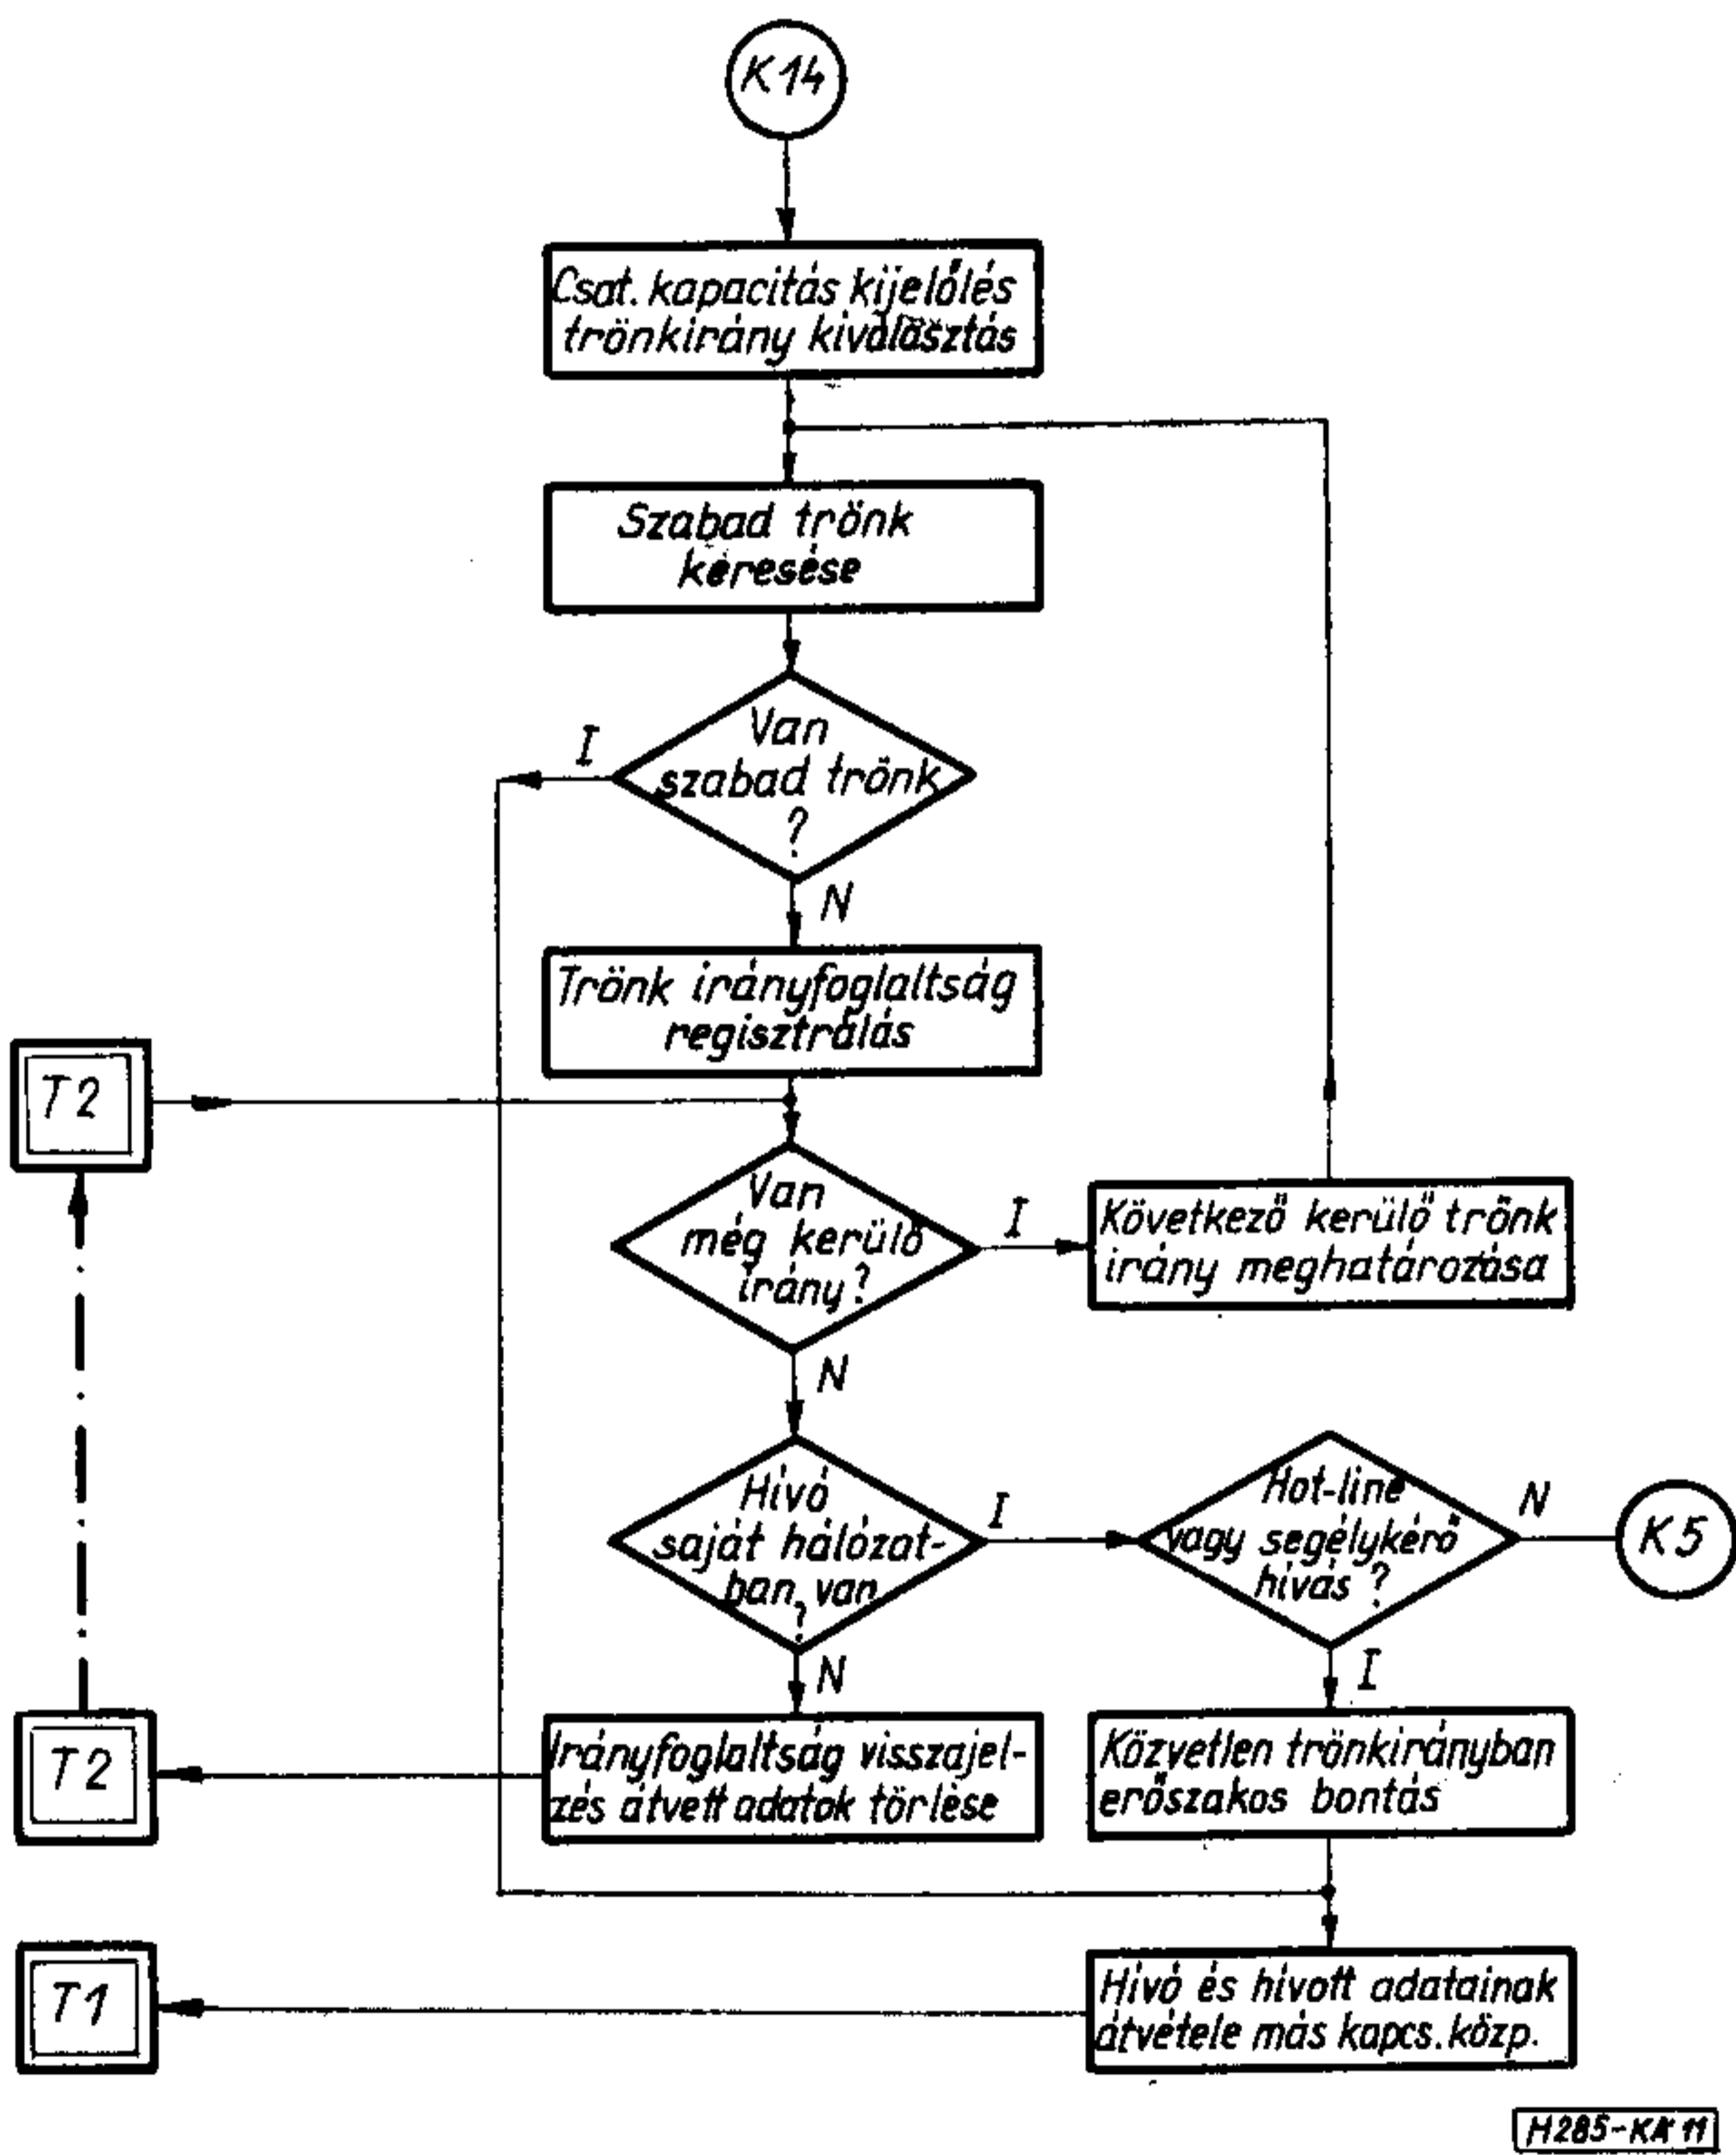 K14
Csat. kapacitás kijelölés
trönkirány kiválasztás
Szabad trönk
keresése
Van
szabad trönk
?
I
N
Trönk irányfoglaltság
regisztrálás
T2
Van
még kerülő
irány?
I
Következő kerülő trönk
irány meghatározása
N
Hívó
saját hálózat-
ban van
?
I
Hot-line
vagy segélykérő
hívás ?
N
K5
N
I
T2
Irányfoglaltság visszajel-
zés átvett adatok törlése
Közvetlen trönkirányban
erőszakos bontás
T1
Hívó és hívott adatainak
átvétele más kapcs. közp.
H285-KA 11